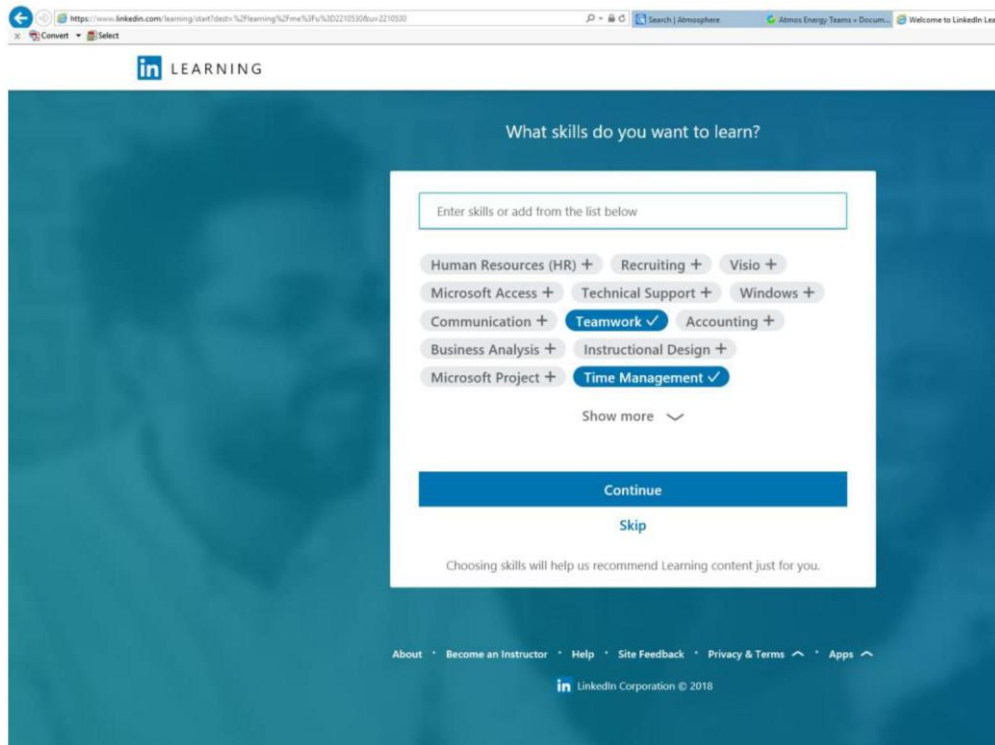 https://www.linkedin.com/learning/start?dest=%2Flearning%2Fme%3Fu%3D2210530&u=2210530
Search | Atmosphere
Atmos Energy Teams » Docum...
Welcome to LinkedIn Lea
x Convert Select
in LEARNING
What skills do you want to learn?
Enter skills or add from the list below
Human Resources (HR) + Recruiting + Visio +
Microsoft Access + Technical Support + Windows +
Communication + Teamwork ✓ Accounting +
Business Analysis + Instructional Design +
Microsoft Project + Time Management ✓
Show more
Continue
Skip
Choosing skills will help us recommend Learning content just for you.
About • Become an Instructor • Help • Site Feedback • Privacy & Terms • Apps
in LinkedIn Corporation © 2018